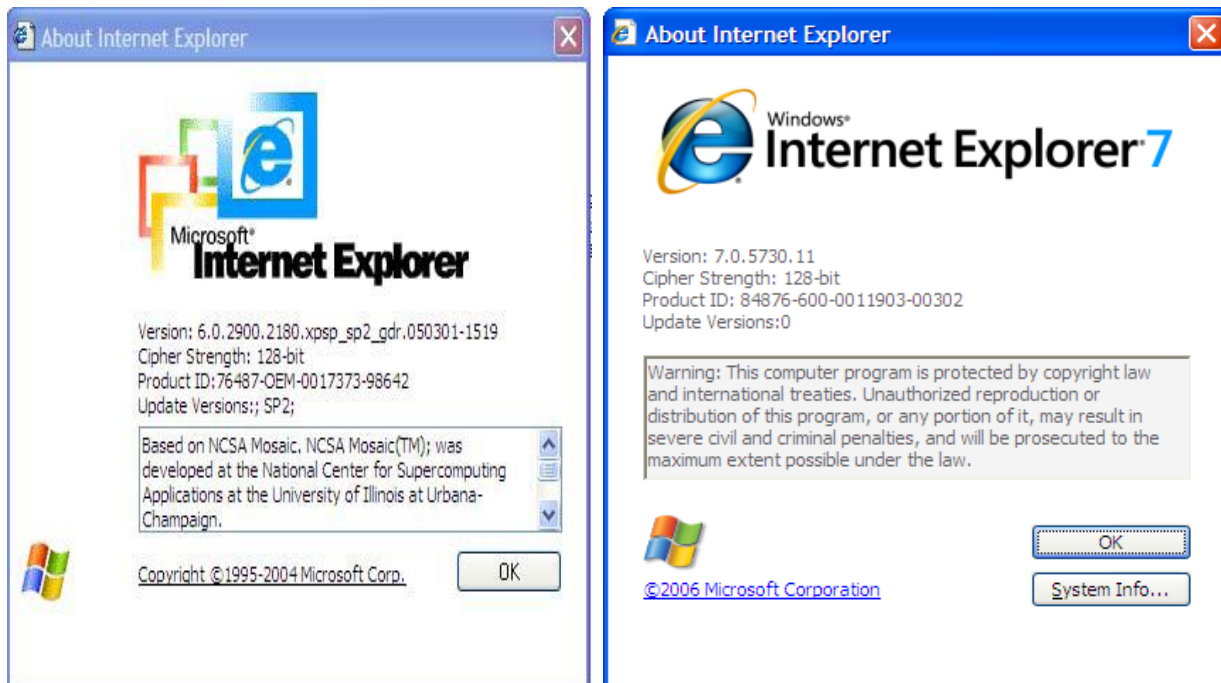 About Internet Explorer
Microsoft®
Internet Explorer
Version: 6.0.2900.2180.xpsp_sp2_gdr.050301-1519
Cipher Strength: 128-bit
Product ID:76487-OEM-0017373-98642
Update Versions:; SP2;
Based on NCSA Mosaic. NCSA Mosaic(TM); was
developed at the National Center for Supercomputing
Applications at the University of Illinois at Urbana-
Champaign.
Copyright ©1995-2004 Microsoft Corp.
OK
About Internet Explorer
Windows®
Internet Explorer 7
Version: 7.0.5730.11
Cipher Strength: 128-bit
Product ID: 84876-600-0011903-00302
Update Versions:0
Warning: This computer program is protected by copyright law
and international treaties. Unauthorized reproduction or
distribution of this program, or any portion of it, may result in
severe civil and criminal penalties, and will be prosecuted to the
maximum extent possible under the law.
OK
©2006 Microsoft Corporation
System Info...